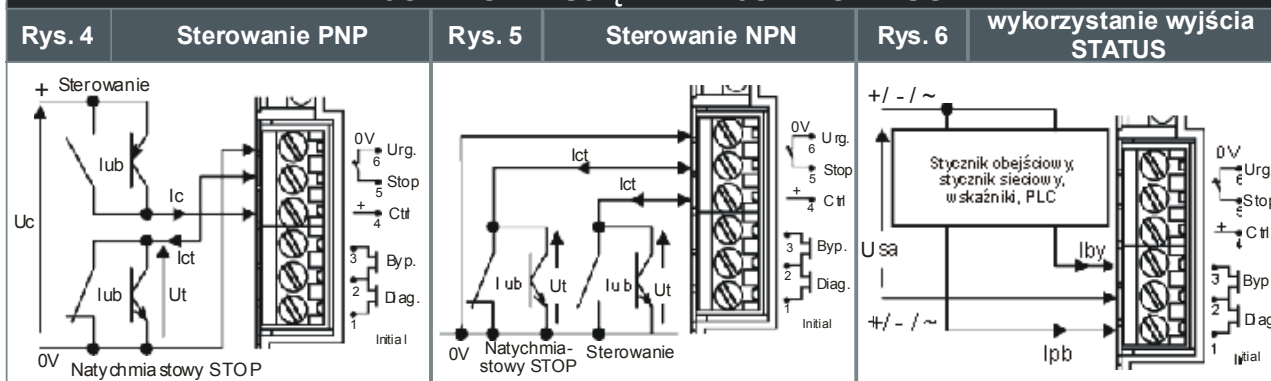 Rys. 4
Sterowanie PNP
Rys. 5
Sterowanie NPN
Rys. 6
wykorzystanie wyjścia
STATUS
+ Sterowanie
lub
Uc
Ic
Ict
lub
Ut
0V
Natychmiastowy STOP
0V
Urg.
6
Stop
5
+
Ctrl
4
3
Byp.
2
Diag.
1
Initial
Ict
Ict
lub
Ut
lub
Ut
0V
Natychmia-
stowy STOP
Sterowanie
0V
Urg.
6
Stop
5
+
Ctrl
4
3
Byp.
2
Diag.
1
Initial
+/ - / ~
Stycznik obejściowy,
stycznik sieciowy,
wskaźniki, PLC
Usa
Iby
+/ - / ~
Ipb
0V
Urg
Stop
+
Ctrl
3
Byp
2
Diag
1
Initial